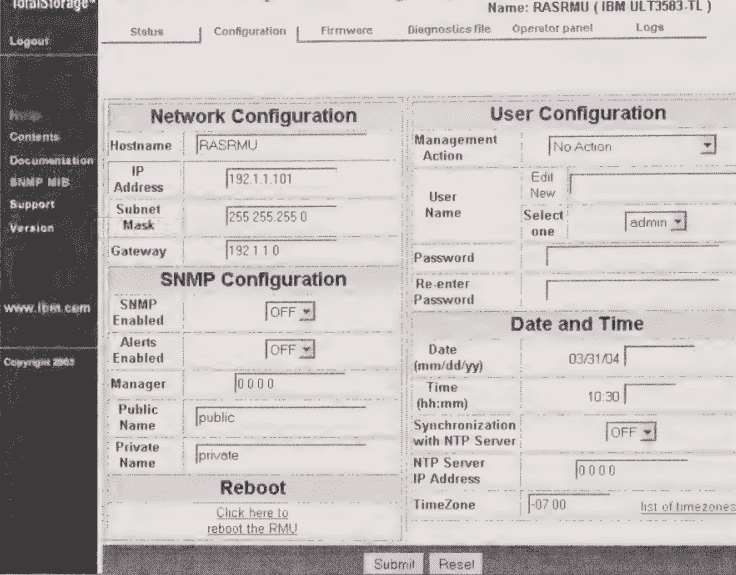 TotalStorage
Name: RASRMU ( IBM ULT3583-TL )
Logout
Status
Configuration
Firmware
Diagnostics file
Operator panel
Logs
Help
Contents
Documentation
SNMP MIB
Support
Version
www.ibm.com
Copyright 2003
Network Configuration
Hostname
RASRMU
IP
Address
192.1.1.101
Subnet
Mask
255 255.255 0
Gateway
192 1 1 0
SNMP Configuration
SNMP
Enabled
OFF
Alerts
Enabled
OFF
Manager
0 0 0 0
Public
Name
public
Private
Name
private
Reboot
Click here to
reboot the RMU
User Configuration
Management
Action
No Action
User
Name
Edit
New
Select
one
admin
Password
Re-enter
Password
Date and Time
Date
(mm/dd/yy)
03/31/04
Time
(hh:mm)
10:30
Synchronization
with NTP Server
OFF
NTP Server
IP Address
0 0 0 0
TimeZone
-07 00
list of timezones
Submit
Reset